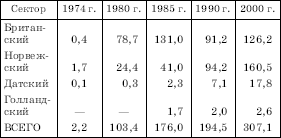 Сектор 1974 г. 1980 г. 1985 г. 1990 г. 2000 г.
Британ-
ский 0,4 78,7 131,0 91,2 126,2
Норвеж-
ский 1,7 24,4 41,0 94,2 160,5
Датский 0,1 0,3 2,3 7,1 17,8
Голланд-
ский — — 1,7 2,0 2,6
ВСЕГО 2,2 103,4 176,0 194,5 307,1